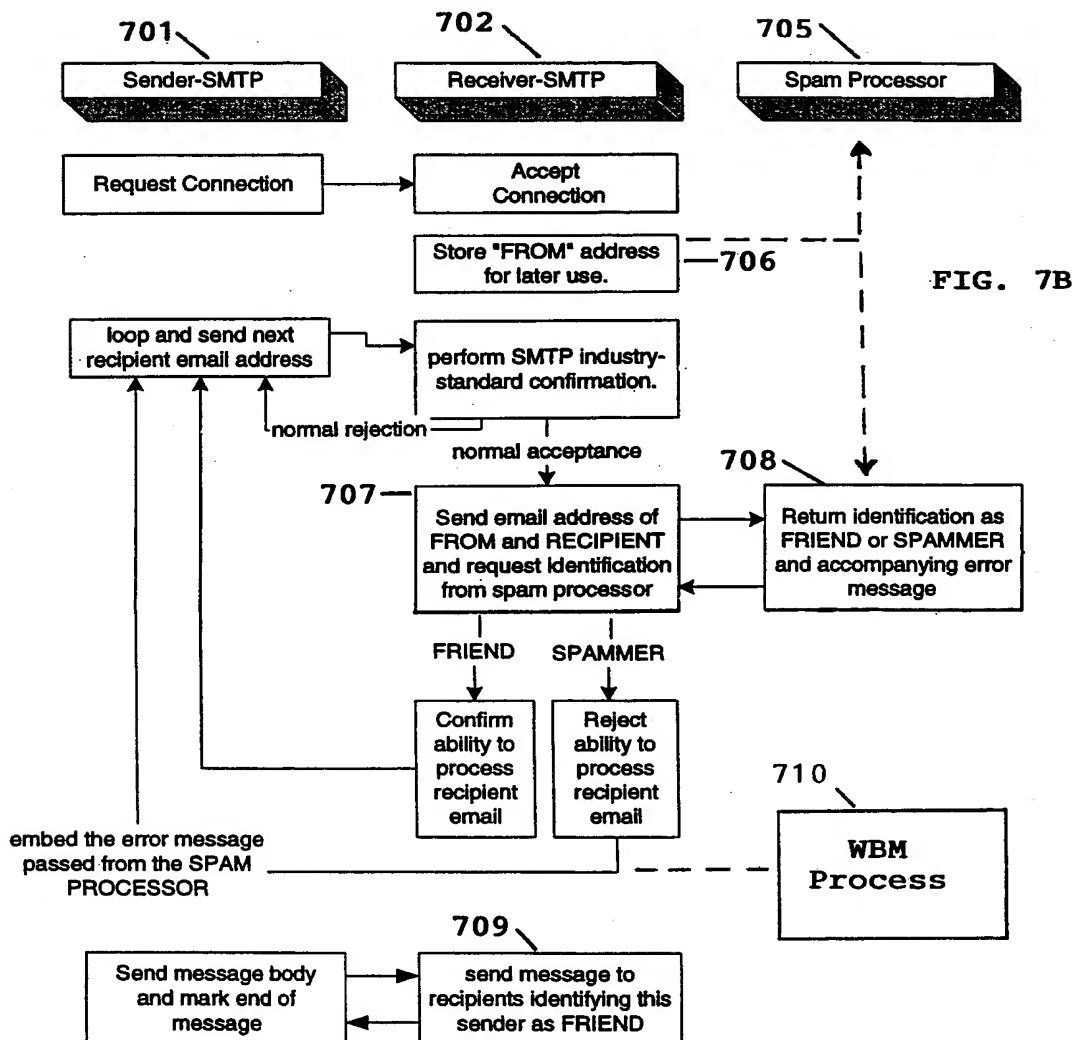 701
702
705
Sender-SMTP
Receiver-SMTP
Spam Processor
Request Connection
Accept
Connection
Store "FROM" address
for later use.
706
FIG. 7B
loop and send next
recipient email address
perform SMTP industry-
standard confirmation.
normal rejection
normal acceptance
707
708
Send email address of
FROM and RECIPIENT
and request identification
from spam processor
Return identification as
FRIEND or SPAMMER
and accompanying error
message
FRIEND
SPAMMER
Confirm
ability to
process
recipient
email
Reject
ability to
process
recipient
email
710
WBM
Process
embed the error message
passed from the SPAM
PROCESSOR
709
Send message body
and mark end of
message
send message to
recipients identifying this
sender as FRIEND